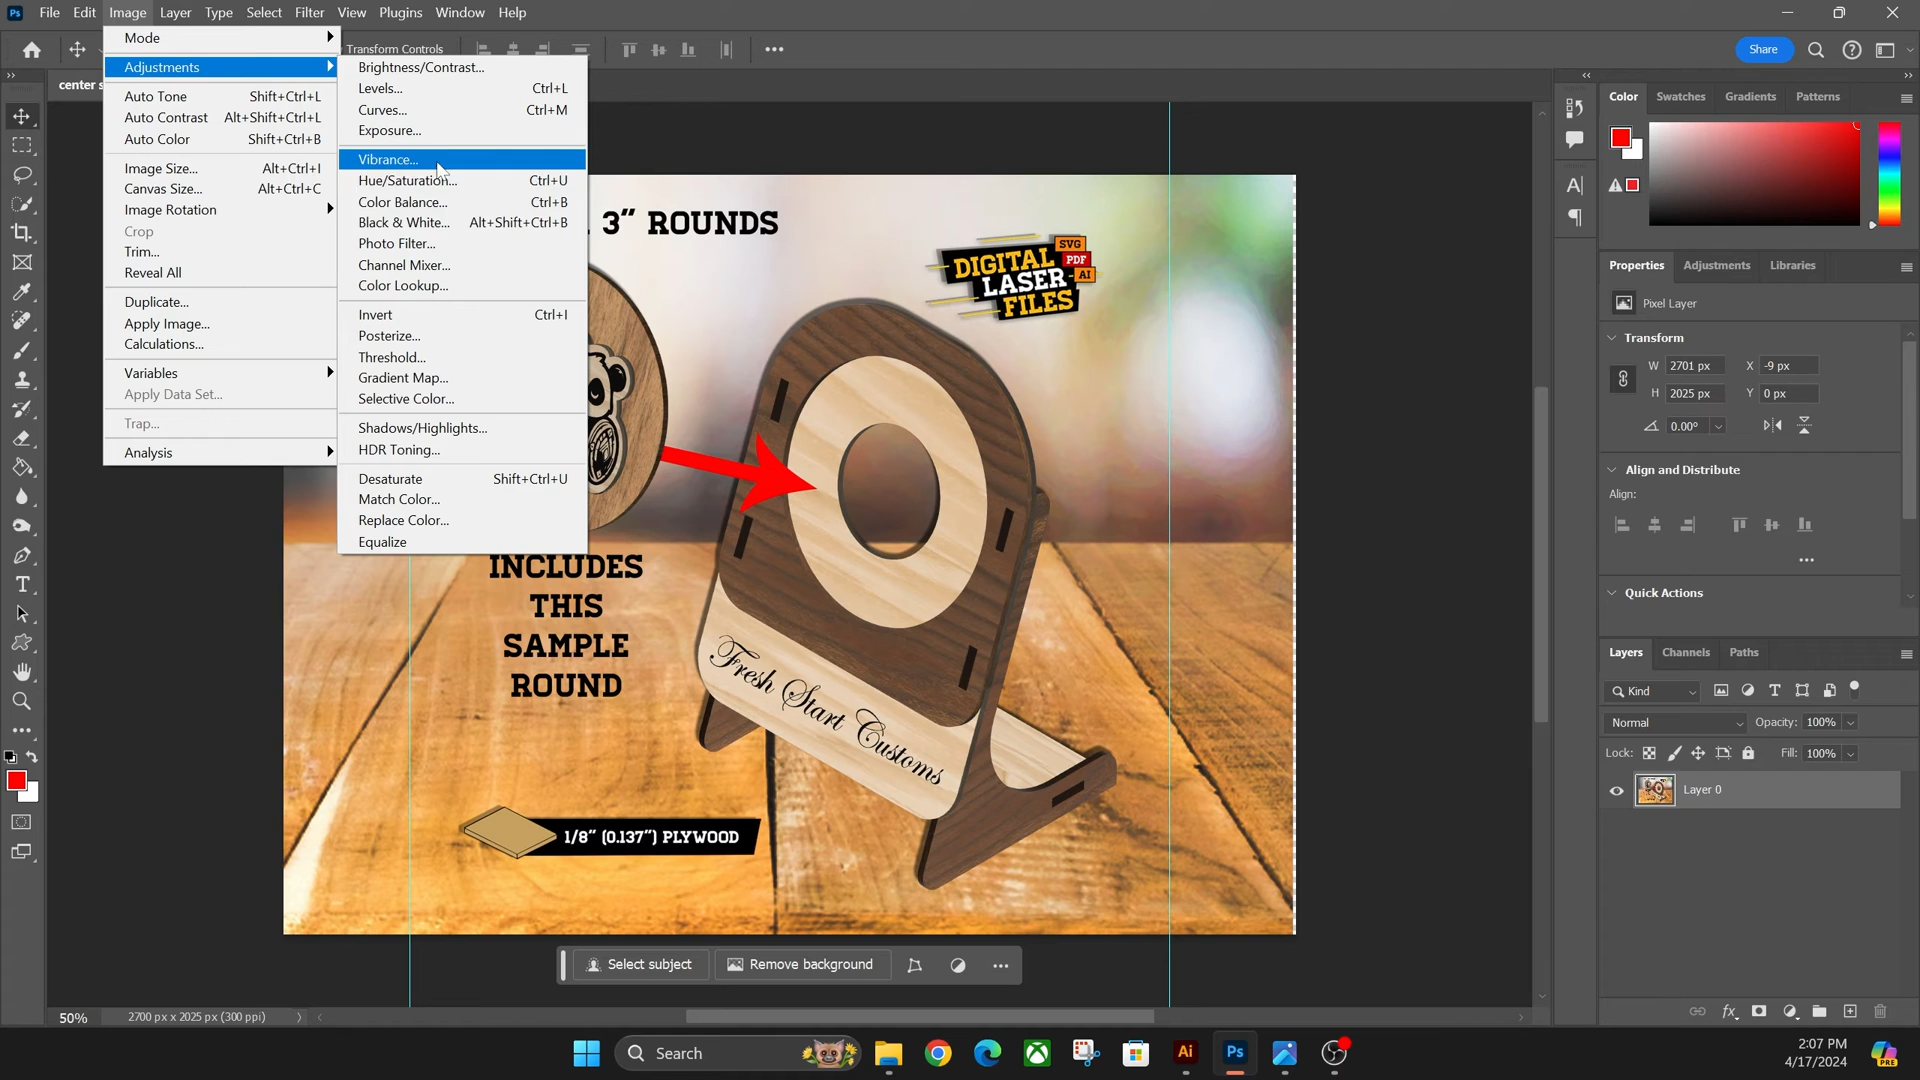 Ps File Edit Image Layer Type Select Filter View Plugins Window Help
Transform Controls
Share
center s
Mode
Adjustments
Auto Tone Shift+Ctrl+L
Auto Contrast Alt+Shift+Ctrl+L
Auto Color Shift+Ctrl+B
Image Size... Alt+Ctrl+I
Canvas Size... Alt+Ctrl+C
Image Rotation
Crop
Trim...
Reveal All
Duplicate...
Apply Image...
Calculations...
Variables
Apply Data Set...
Trap...
Analysis
Brightness/Contrast...
Levels... Ctrl+L
Curves... Ctrl+M
Exposure...
Vibrance...
Hue/Saturation... Ctrl+U
Color Balance... Ctrl+B
Black & White... Alt+Shift+Ctrl+B
Photo Filter...
Channel Mixer...
Color Lookup...
Invert Ctrl+I
Posterize...
Threshold...
Gradient Map...
Selective Color...
Shadows/Highlights...
HDR Toning...
Desaturate Shift+Ctrl+U
Match Color...
Replace Color...
Equalize
3" ROUNDS
DIGITAL
LASER
FILES
SVG
PDF
AI
INCLUDES
THIS
SAMPLE
ROUND
Fresh Start Customs
1/8" (0.137") PLYWOOD
Select subject Remove background
50% 2700 px x 2025 px (300 ppi)
Color Swatches Gradients Patterns
Properties Adjustments Libraries
Pixel Layer
Transform
W 2701 px X -9 px
H 2025 px Y 0 px
0.00°
Align and Distribute
Align:
Quick Actions
Layers Channels Paths
Kind
Normal Opacity: 100%
Lock: Fill: 100%
Layer 0
fx
Search
Ai
Ps
2:07 PM
4/17/2024
PRE